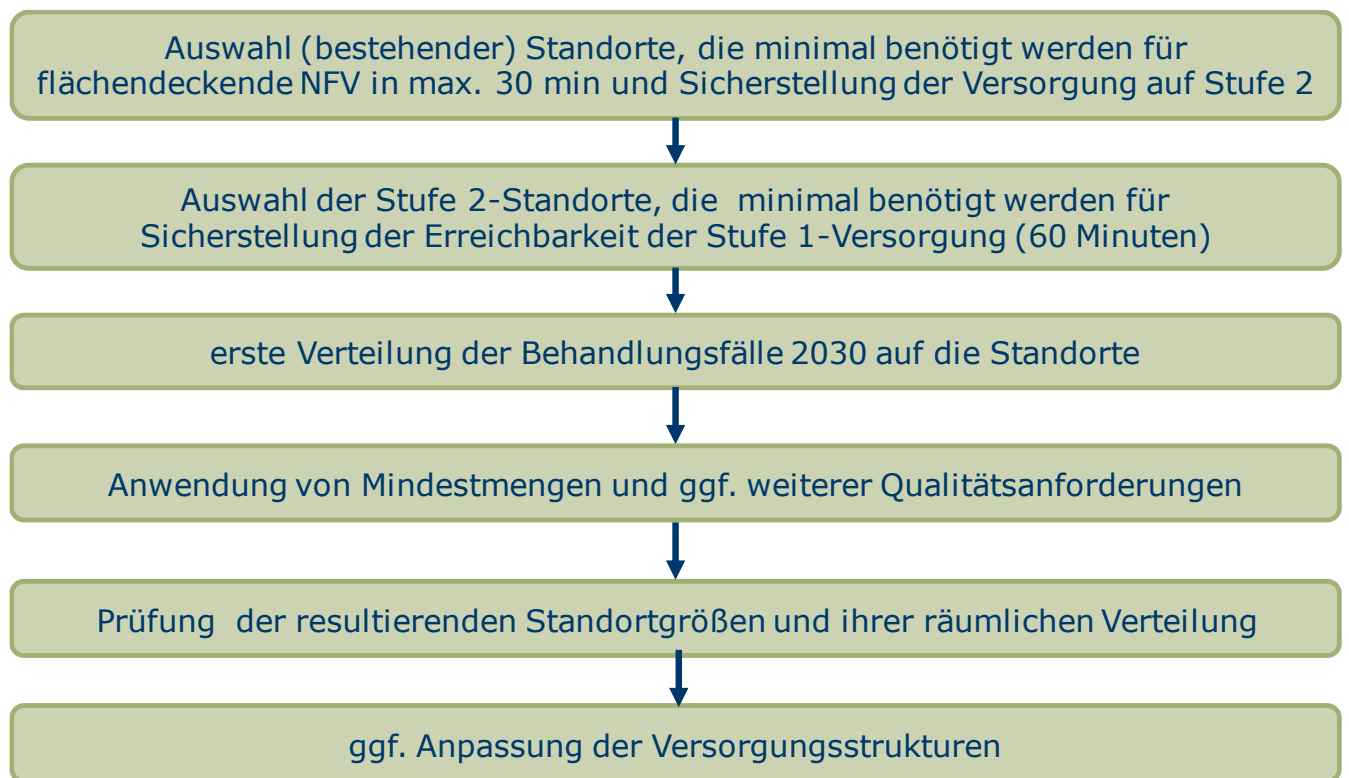 Auswahl (bestehender) Standorte, die minimal benötigt werden für
flächendeckende NFV in max. 30 min und Sicherstellung der Versorgung auf Stufe 2
Auswahl der Stufe 2-Standorte, die minimal benötigt werden für
Sicherstellung der Erreichbarkeit der Stufe 1-Versorgung (60 Minuten)
erste Verteilung der Behandlungsfälle 2030 auf die Standorte
Anwendung von Mindestmengen und ggf. weiterer Qualitätsanforderungen
Prüfung der resultierenden Standortgrößen und ihrer räumlichen Verteilung
ggf. Anpassung der Versorgungsstrukturen